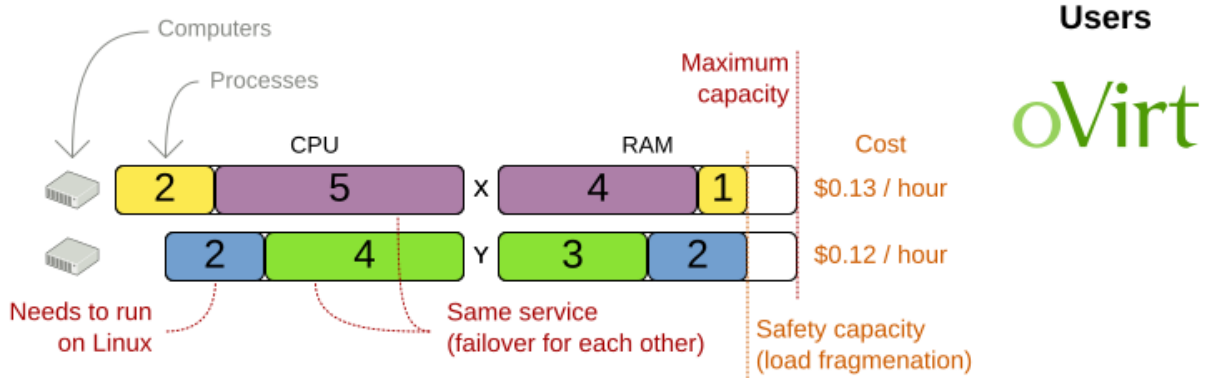 Users
Computers
Processes
Maximum
capacity
oVirt
CPU
RAM
Cost
2
5
X
4
1
$0.13 / hour
2
4
Y
3
2
$0.12 / hour
Needs to run
on Linux
Same service
(failover for each other)
Safety capacity
(load fragmenation)